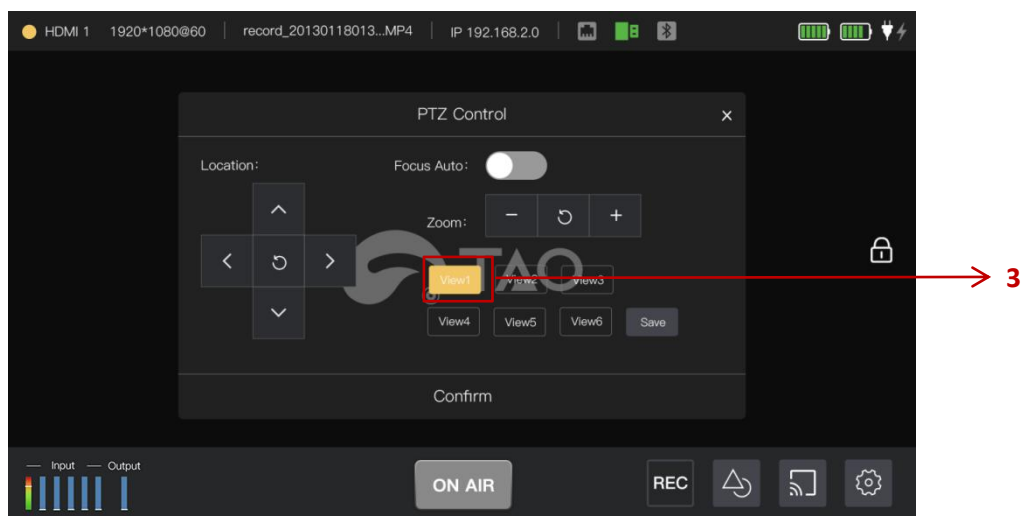 HDMI 1 1920*1080@60 record_20130118013...MP4 IP 192.168.2.0
PTZ Control x
Location:
Focus Auto:
Zoom: − +
TAO
View1 View2 View3
3
View4 View5 View6 Save
Confirm
Input Output
ON AIR
REC